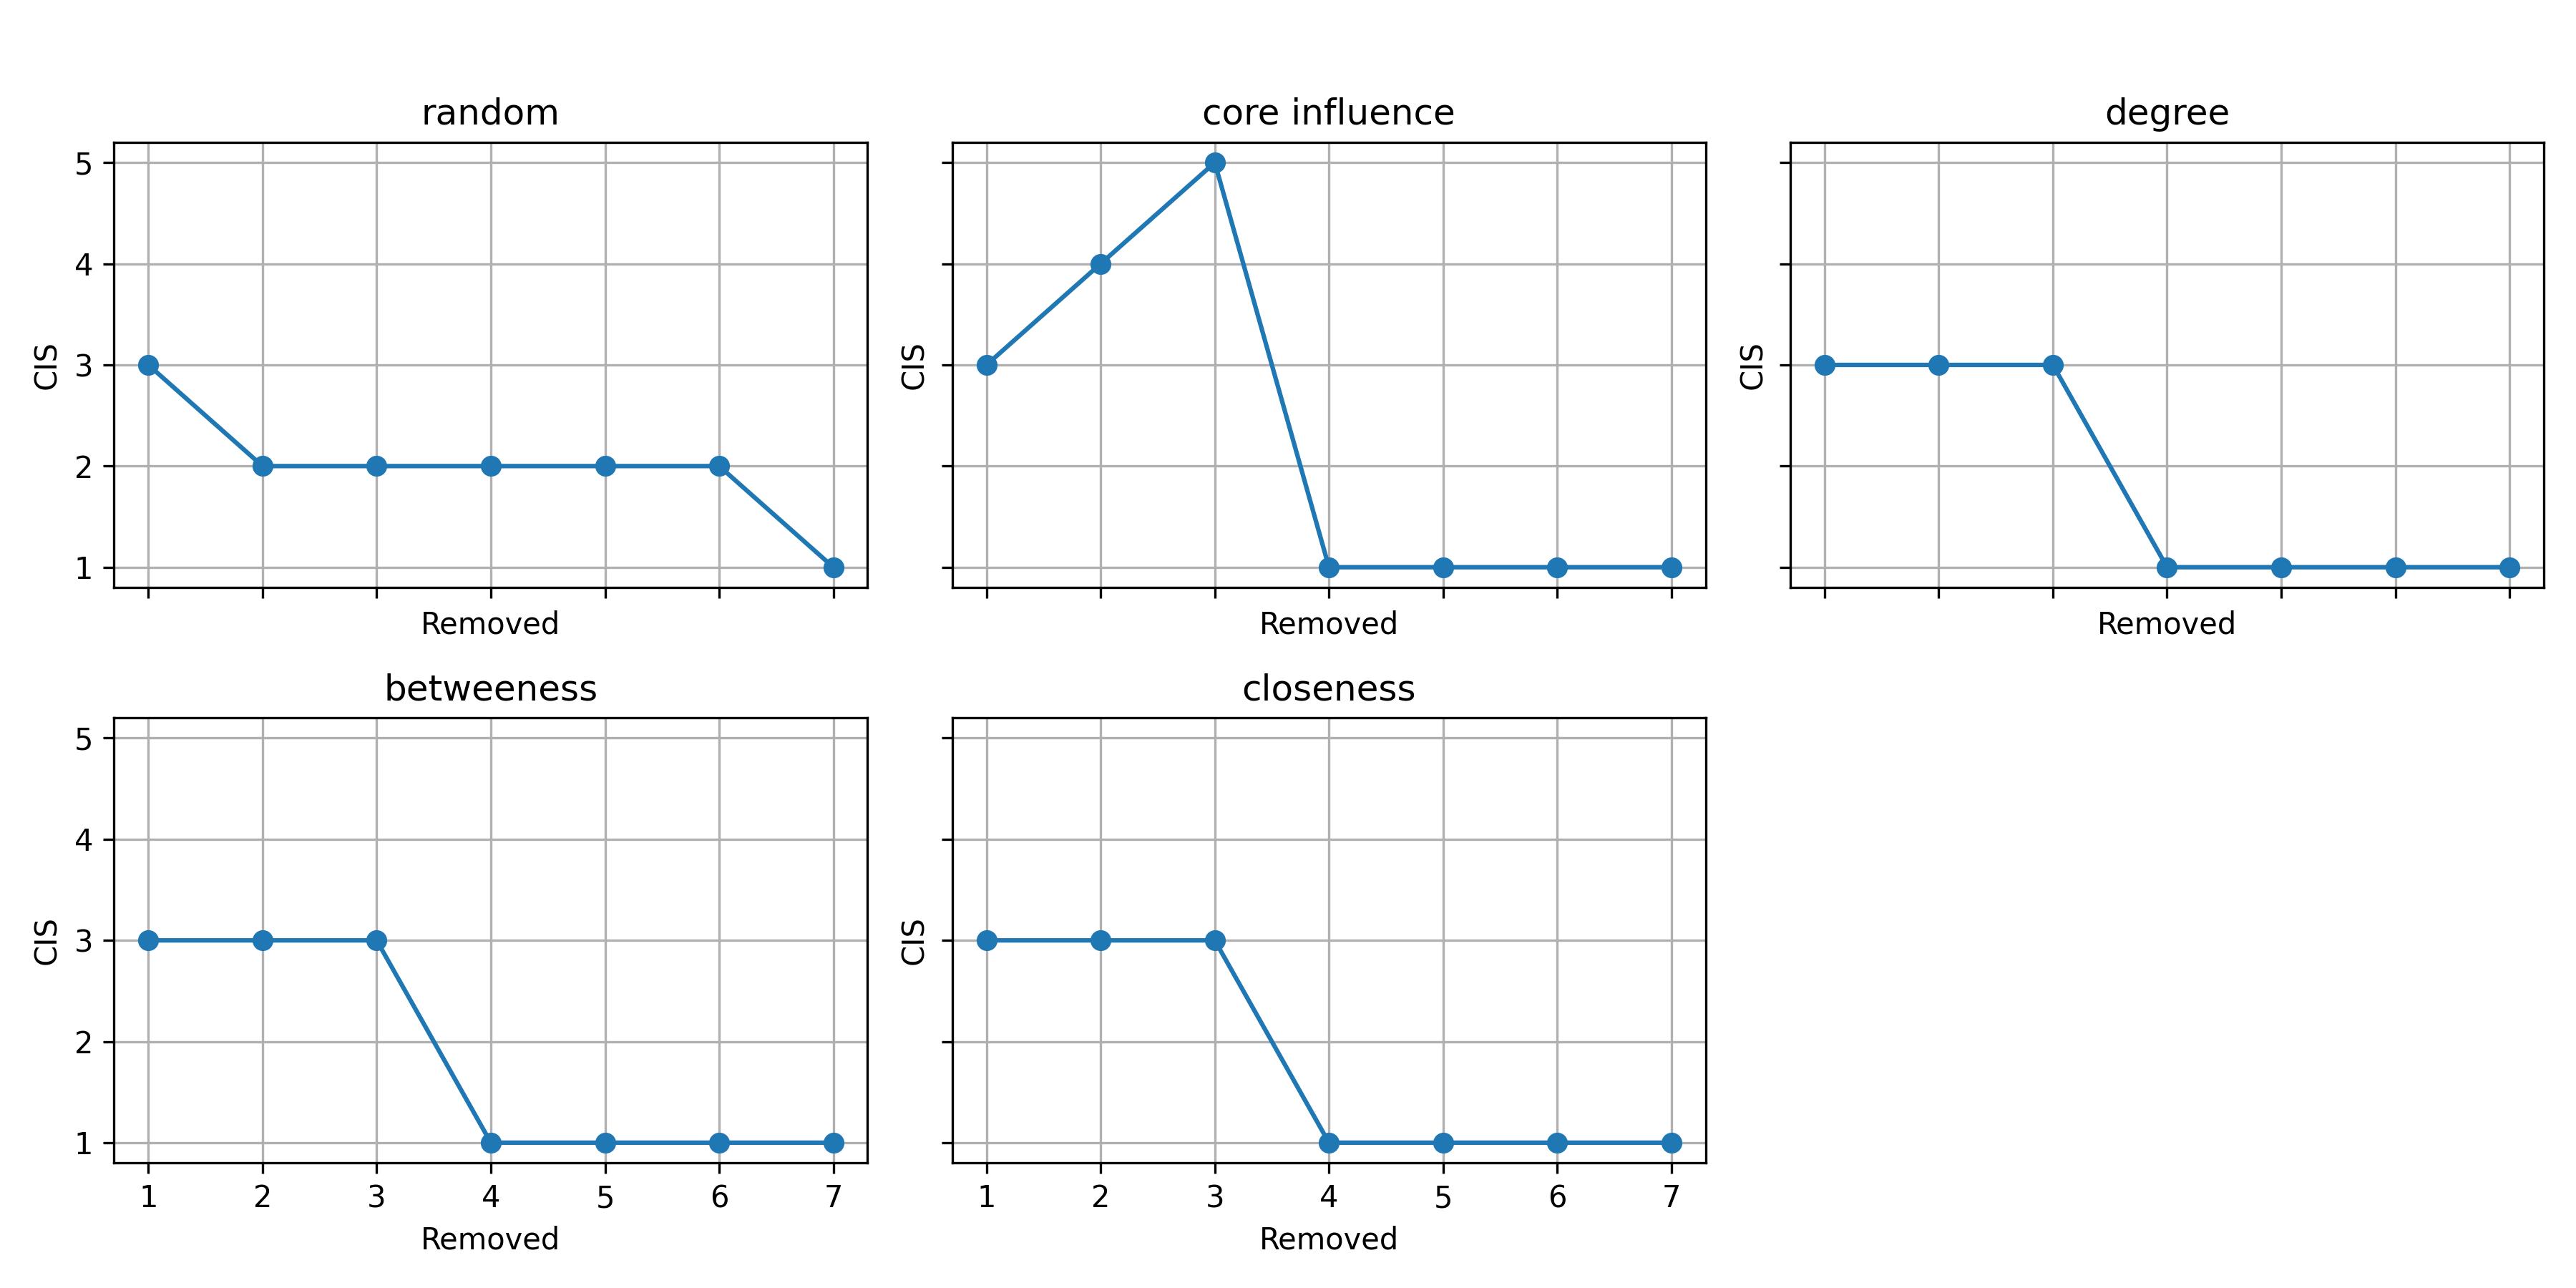 random
5
4
3
2
1
CIS
Removed
core influence
CIS
Removed
degree
CIS
Removed
betweeness
5
4
3
2
1
CIS
1 2 3 4 5 6 7
Removed
closeness
CIS
1 2 3 4 5 6 7
Removed